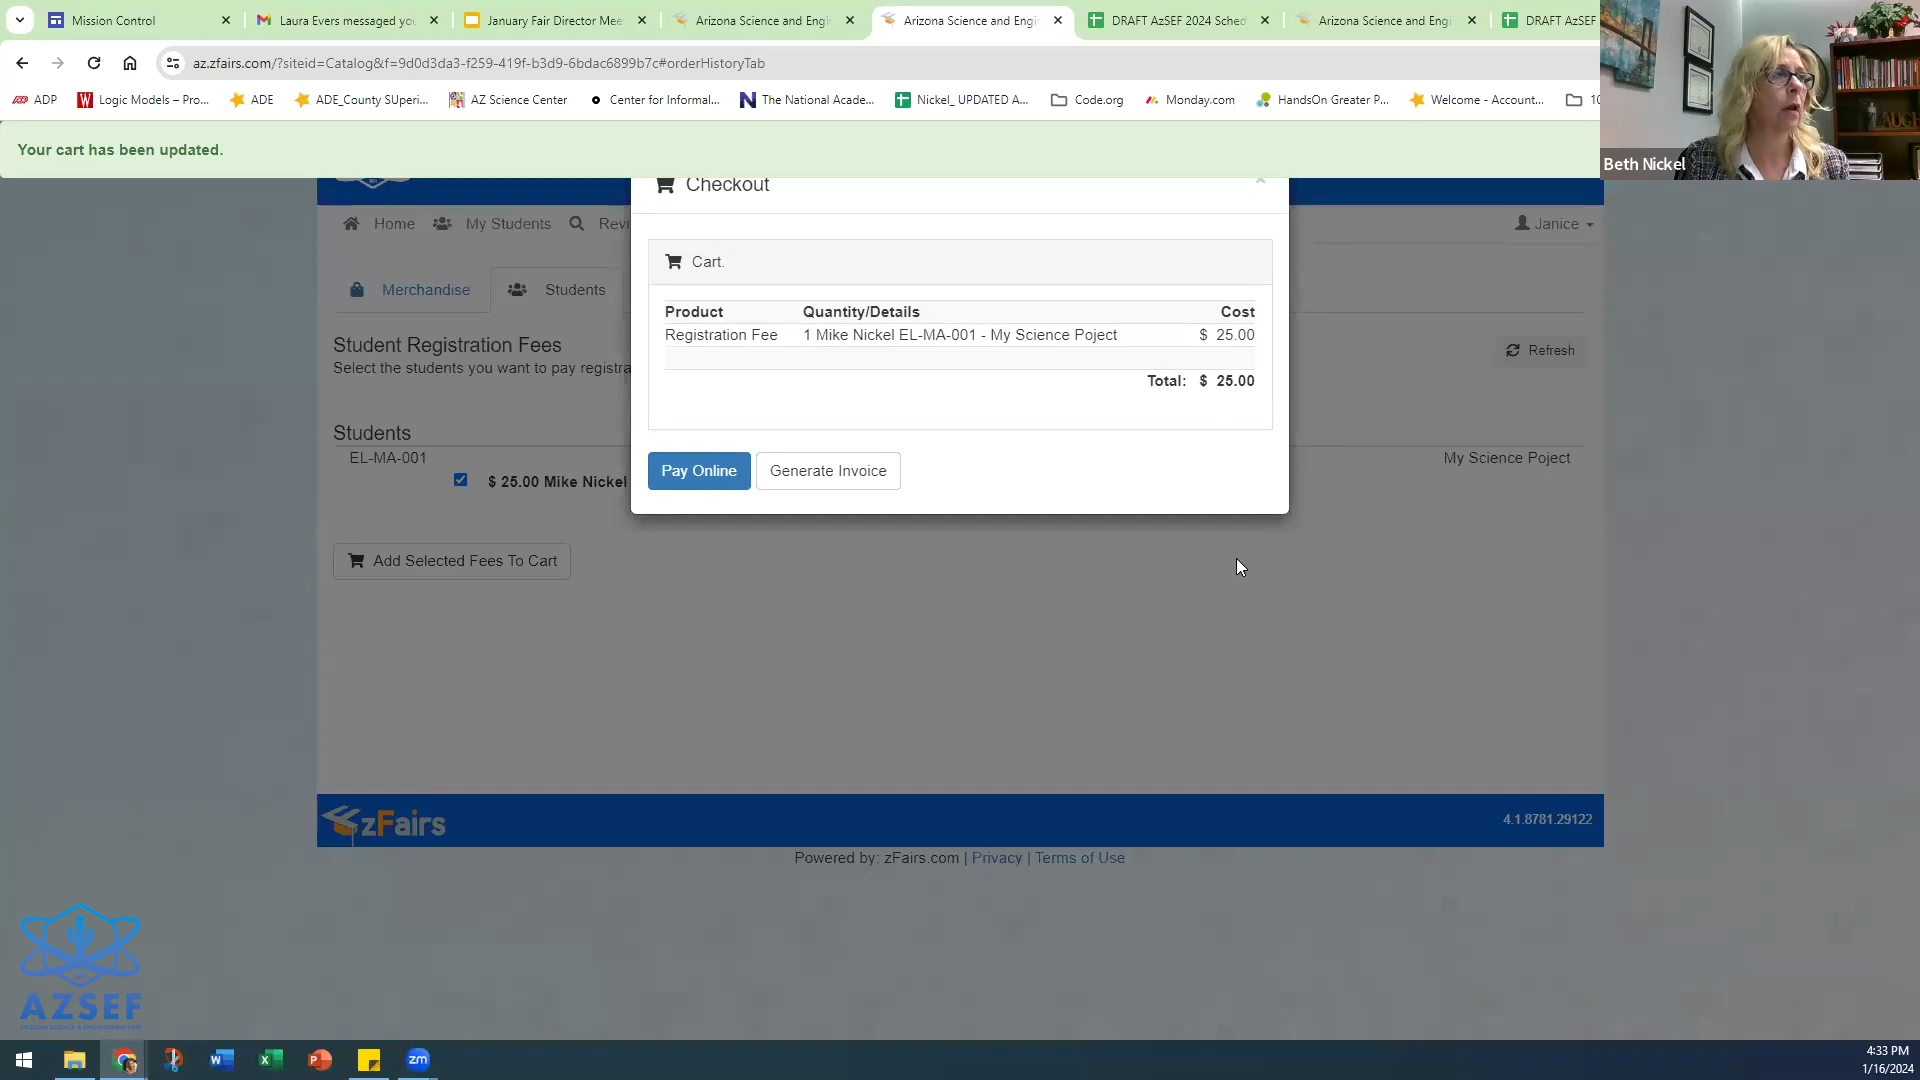 Mission Control
Laura Evers messaged you
January Fair Director Mee
Arizona Science and Engi
Arizona Science and Engi
DRAFT AzSEF 2024 Sched
Arizona Science and Engi
DRAFT AzSEF
az.zfairs.com/?siteid=Catalog&f=9d0d3da3-f259-419f-b3d9-6bdac6899b7c#orderHistoryTab
ADP
Logic Models – Pro...
ADE
ADE_County SUperi...
AZ Science Center
Center for Informal...
The National Acade...
Nickel_ UPDATED A...
Code.org
Monday.com
HandsOn Greater P...
Welcome - Account...
10
Beth Nickel
Your cart has been updated.
Checkout
Home
My Students
Revi
Janice
Cart.
Merchandise
Students
Product Quantity/Details Cost
Registration Fee 1 Mike Nickel EL-MA-001 - My Science Poject $ 25.00
Total: $ 25.00
Student Registration Fees
Select the students you want to pay registra
Refresh
Students
EL-MA-001
My Science Poject
$ 25.00 Mike Nickel
Pay Online
Generate Invoice
Add Selected Fees To Cart
zFairs
4.1.8781.29122
Powered by: zFairs.com | Privacy | Terms of Use
AZSEF
ARIZONA SCIENCE & ENGINEERING FAIR
zm
4:33 PM
1/16/2024